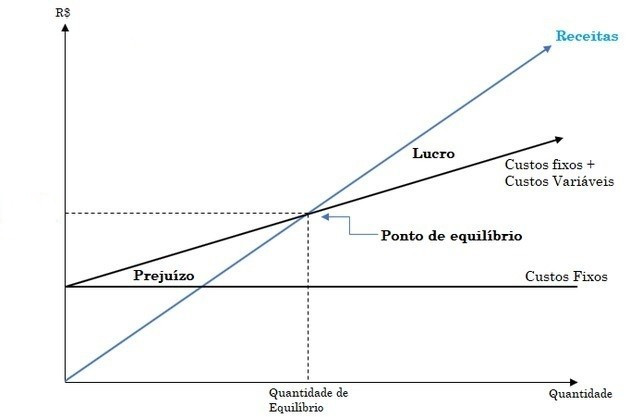 R$
Receitas
Lucro
Custos fixos +
Custos Variáveis
Ponto de equilíbrio
Prejuízo
Custos Fixos
Quantidade de
Equilíbrio
Quantidade